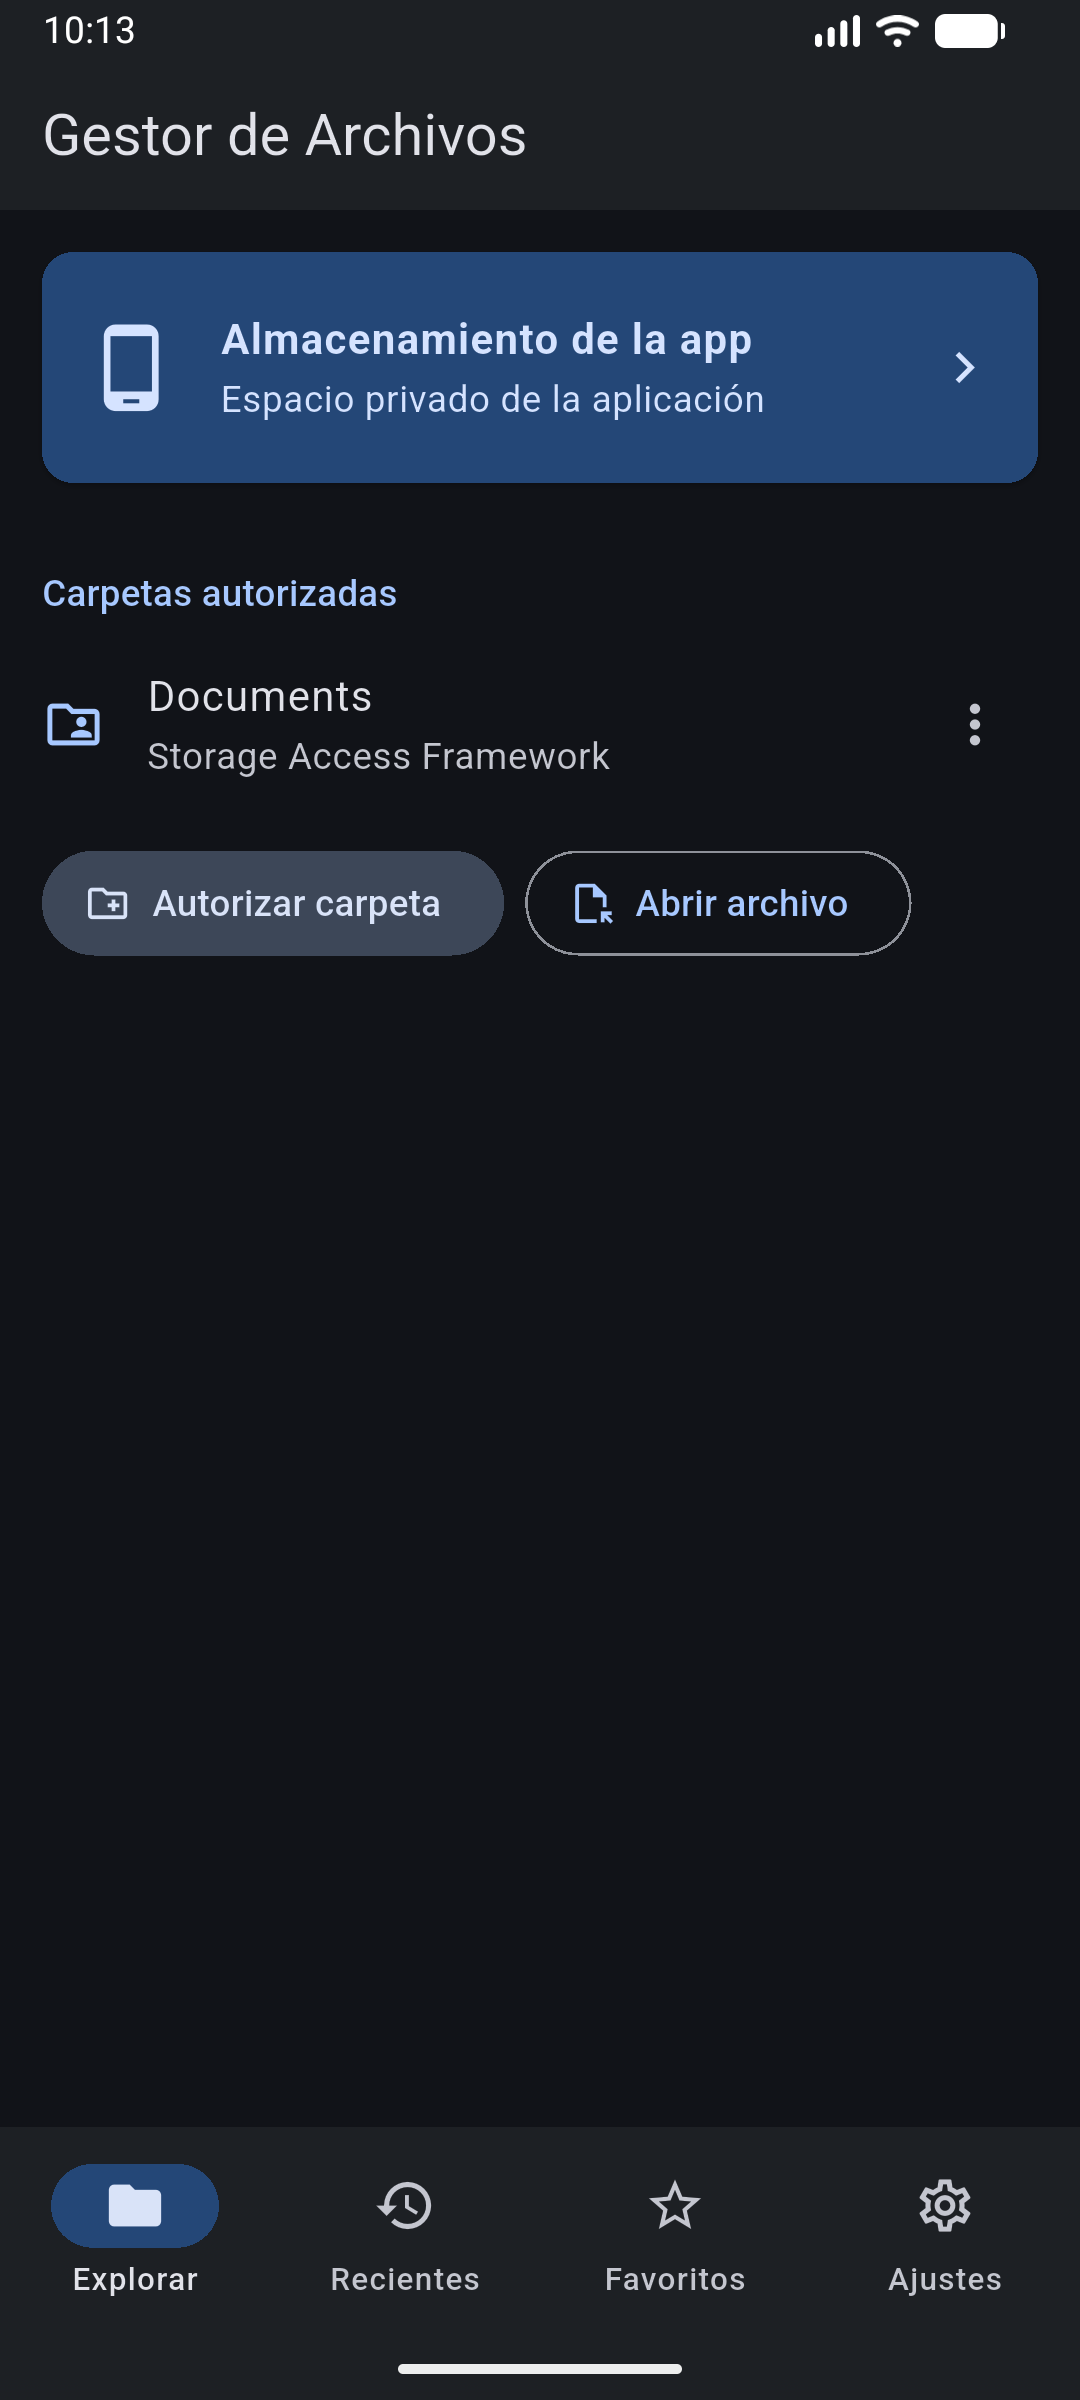 10:13
Gestor de Archivos
Almacenamiento de la app
Espacio privado de la aplicación
Carpetas autorizadas
Documents
Storage Access Framework
Autorizar carpeta
Abrir archivo
Explorar
Recientes
Favoritos
Ajustes